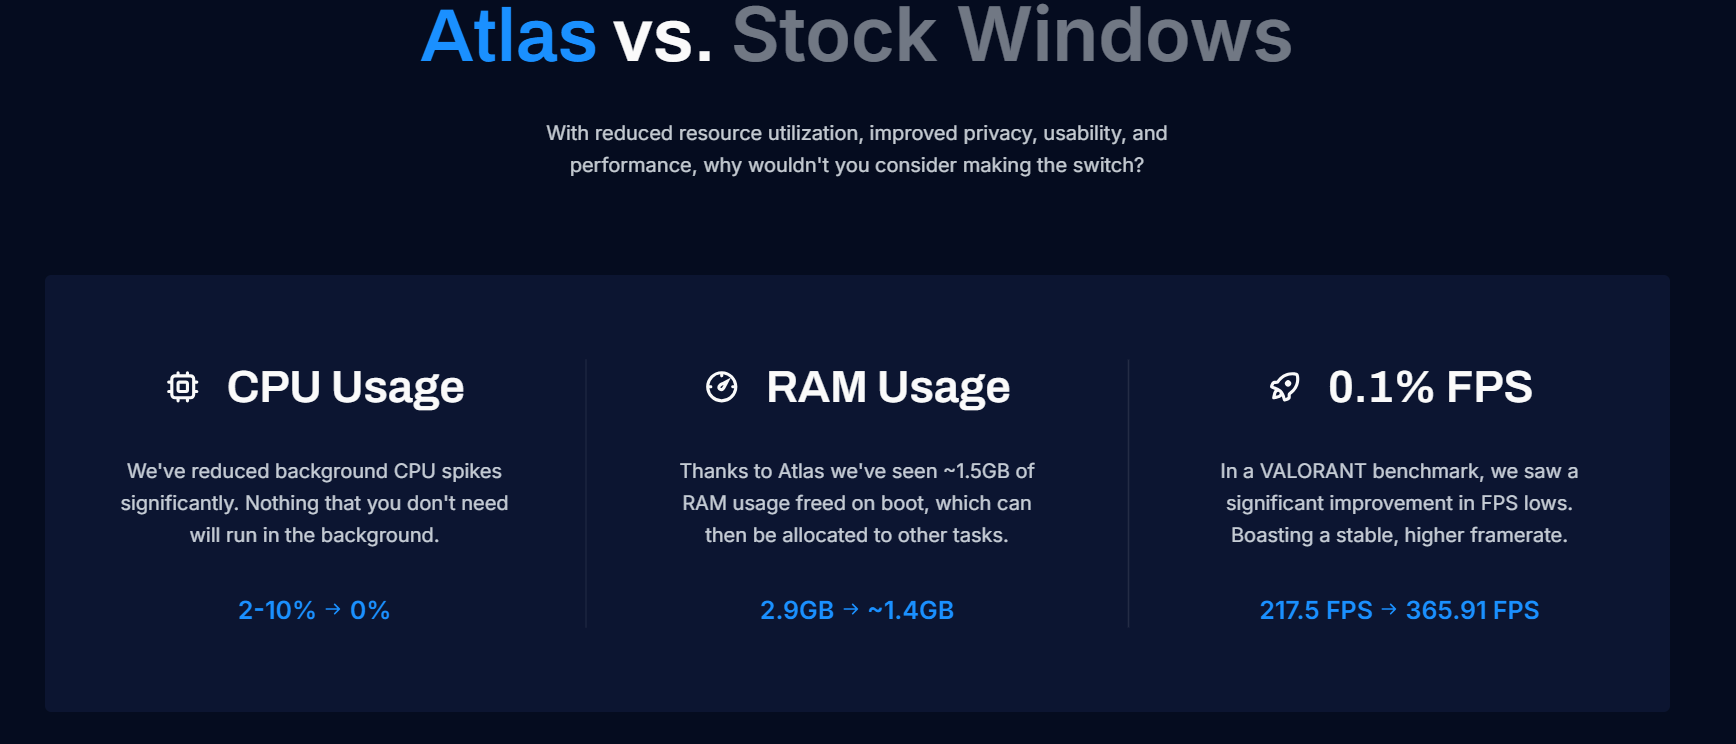 Atlas vs. Stock Windows
With reduced resource utilization, improved privacy, usability, and
performance, why wouldn't you consider making the switch?
CPU Usage
We've reduced background CPU spikes
significantly. Nothing that you don't need
will run in the background.
2-10% → 0%
RAM Usage
Thanks to Atlas we've seen ~1.5GB of
RAM usage freed on boot, which can
then be allocated to other tasks.
2.9GB → ~1.4GB
0.1% FPS
In a VALORANT benchmark, we saw a
significant improvement in FPS lows.
Boasting a stable, higher framerate.
217.5 FPS → 365.91 FPS